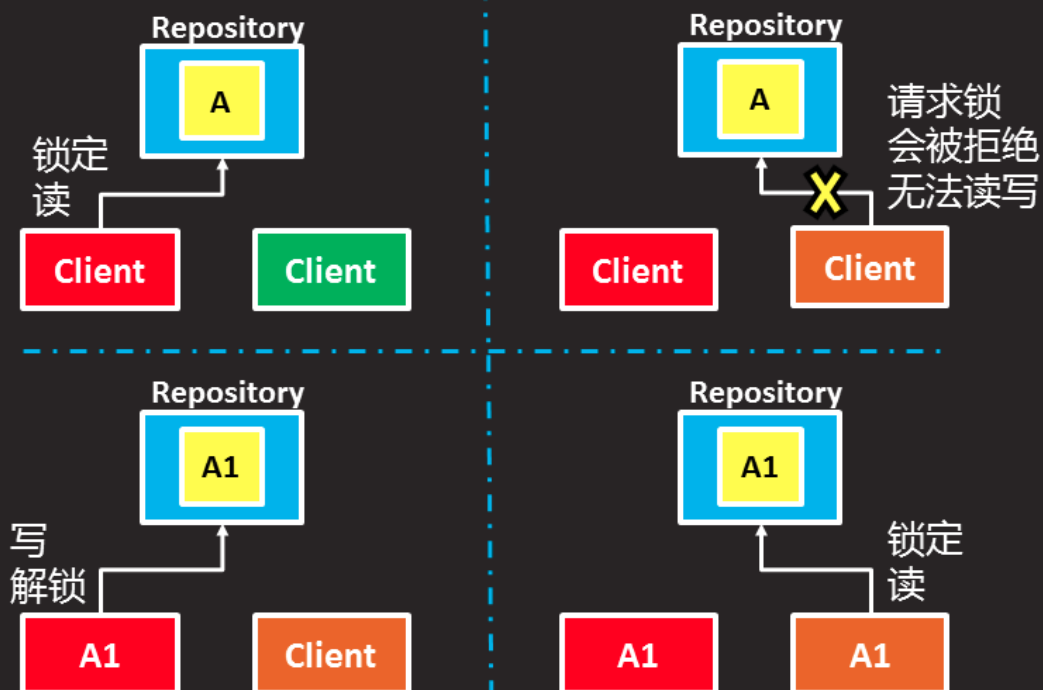 Repository
A
锁定
读
Client
Client
Repository
A
请求锁
会被拒绝
无法读写
X
Client
Client
Repository
A1
写
解锁
A1
Client
Repository
A1
锁定
读
A1
A1